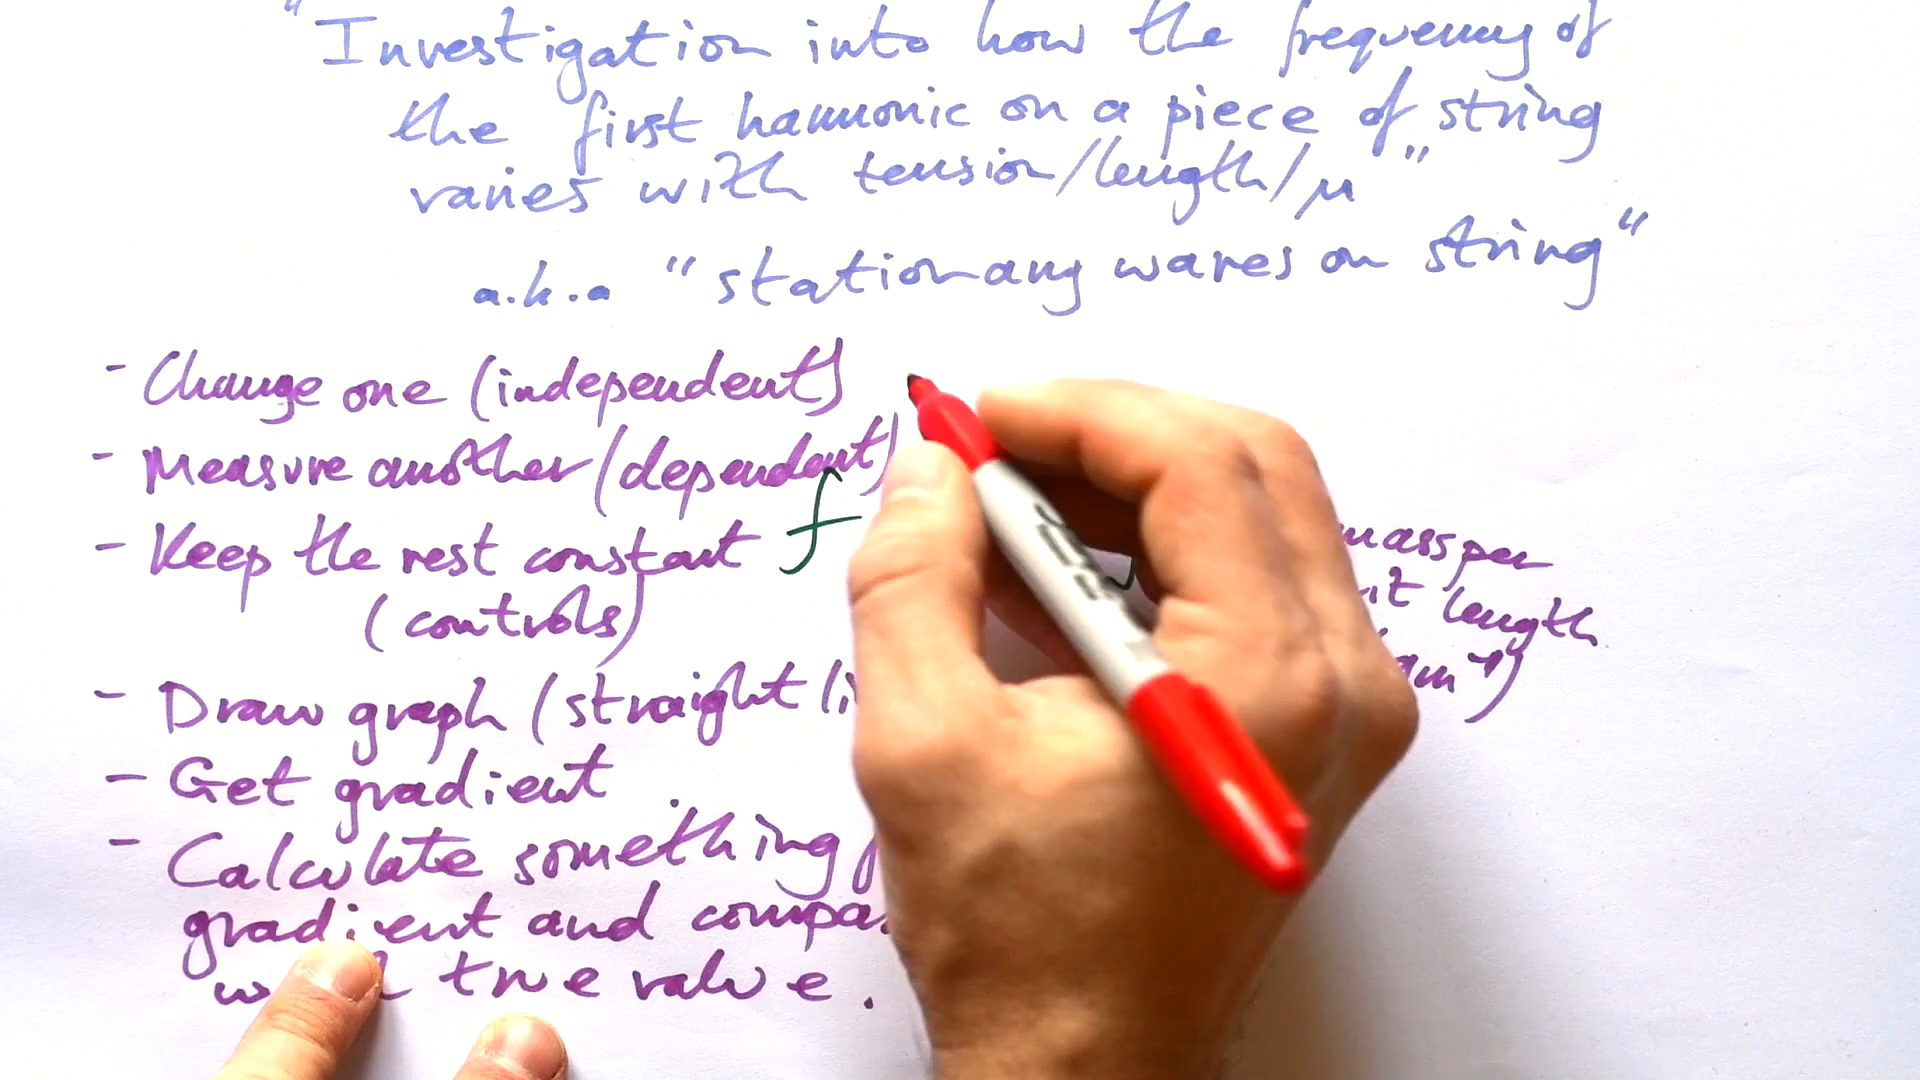 "Investigation into how the frequency of
the first harmonic on a piece of string
varies with tension/length/μ"
a.k.a "stationary waves on string"
- Change one (independent)
- Measure another (dependent)
- Keep the rest constant
(controls)
f
mass per
length
- Draw graph (straight
- Get gradient
- Calculate something
gradient and
true value.